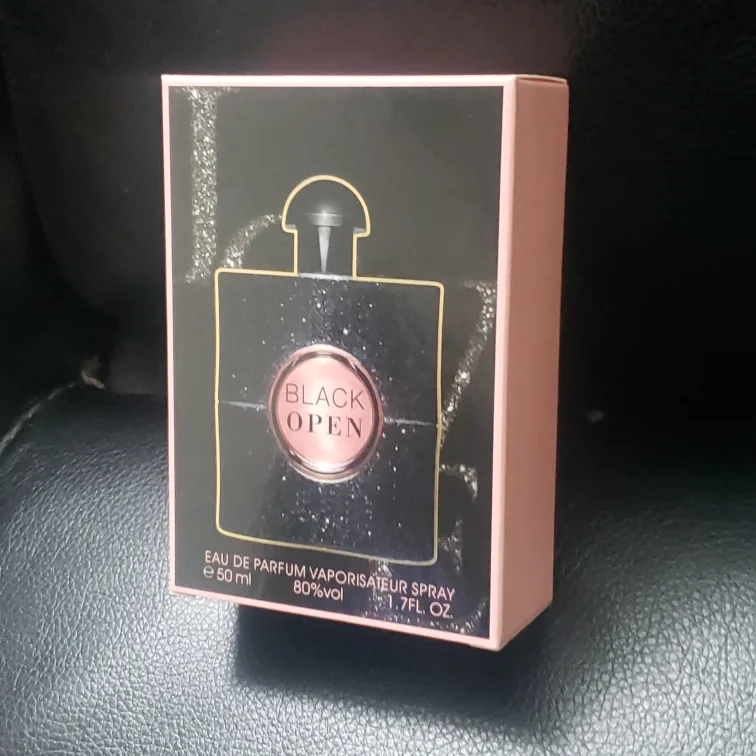 BLACK
OPEN
EAU DE PARFUM VAPORISATEUR SPRAY
℮ 50 ml 80%vol 1.7FL. OZ.